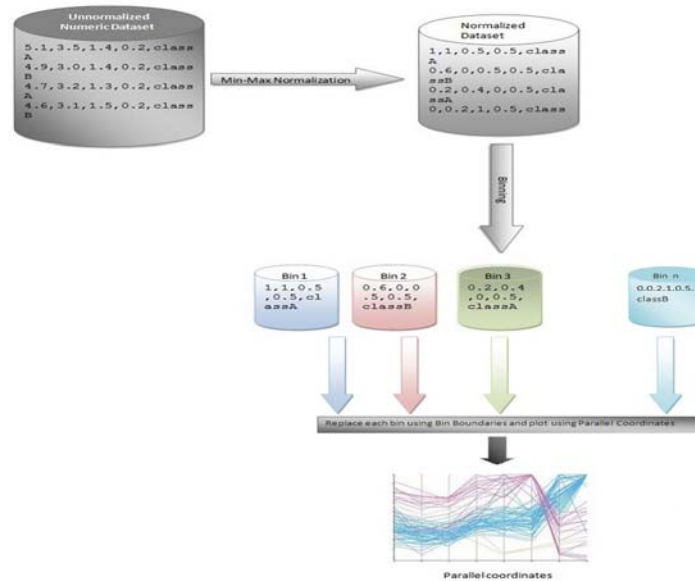 Unnormalized
Numeric Dataset
5.1,3.5,1.4,0.2,class
A
4.9,3.0,1.4,0.2,class
B
4.7,3.2,1.3,0.2,class
A
4.6,3.1,1.5,0.2,class
B
Min-Max Normalization
Normalized
Dataset
1,1,0.5,0.5,class
A
0.6,0,0.5,0.5,cla
ssB
0.2,0.4,0,0.5,cla
ssA
0,0.2,1,0.5,class
B
Binning
Bin 1
1,1,0.5
,0.5,cl
assA
Bin 2
0.6,0,0
.5,0.5,
classB
Bin 3
0.2,0.4
,0,0.5,
classA
Bin n
0.0.2.1.0.5.
classB
Replace each bin using Bin Boundaries and plot using Parallel Coordinates
Parallel coordinates